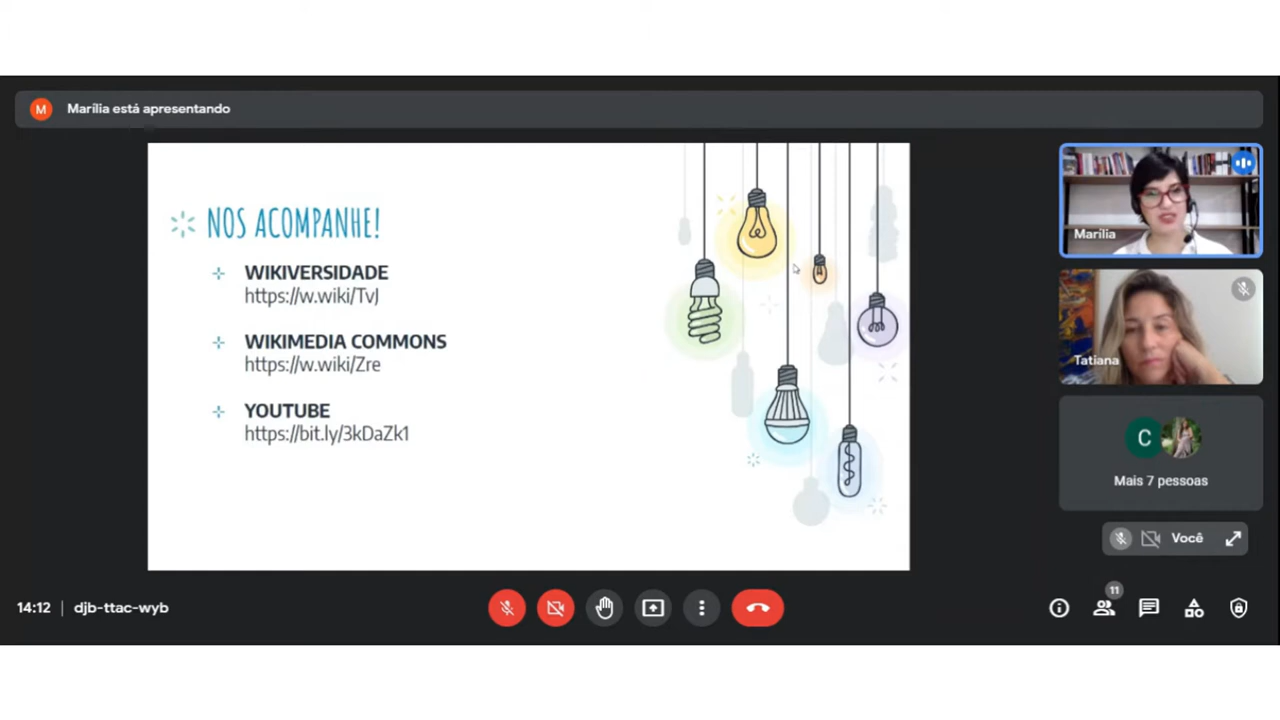 M
Marília está apresentando
NOS ACOMPANHE!
WIKIVERSIDADE
https://w.wiki/TvJ
WIKIMEDIA COMMONS
https://w.wiki/Zre
YOUTUBE
https://bit.ly/3kDaZk1
Marília
Tatiana
C
Mais 7 pessoas
Você
14:12 | djb-ttac-wyb
11